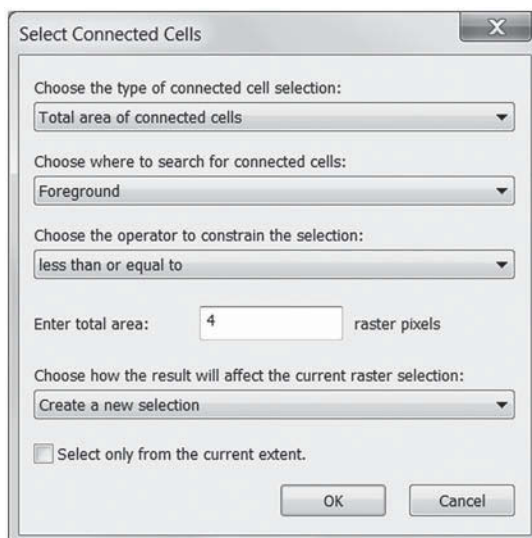 Select Connected Cells
X
Choose the type of connected cell selection:
Total area of connected cells
Choose where to search for connected cells:
Foreground
Choose the operator to constrain the selection:
less than or equal to
Enter total area: 4 raster pixels
Choose how the result will affect the current raster selection:
Create a new selection
Select only from the current extent.
OK Cancel